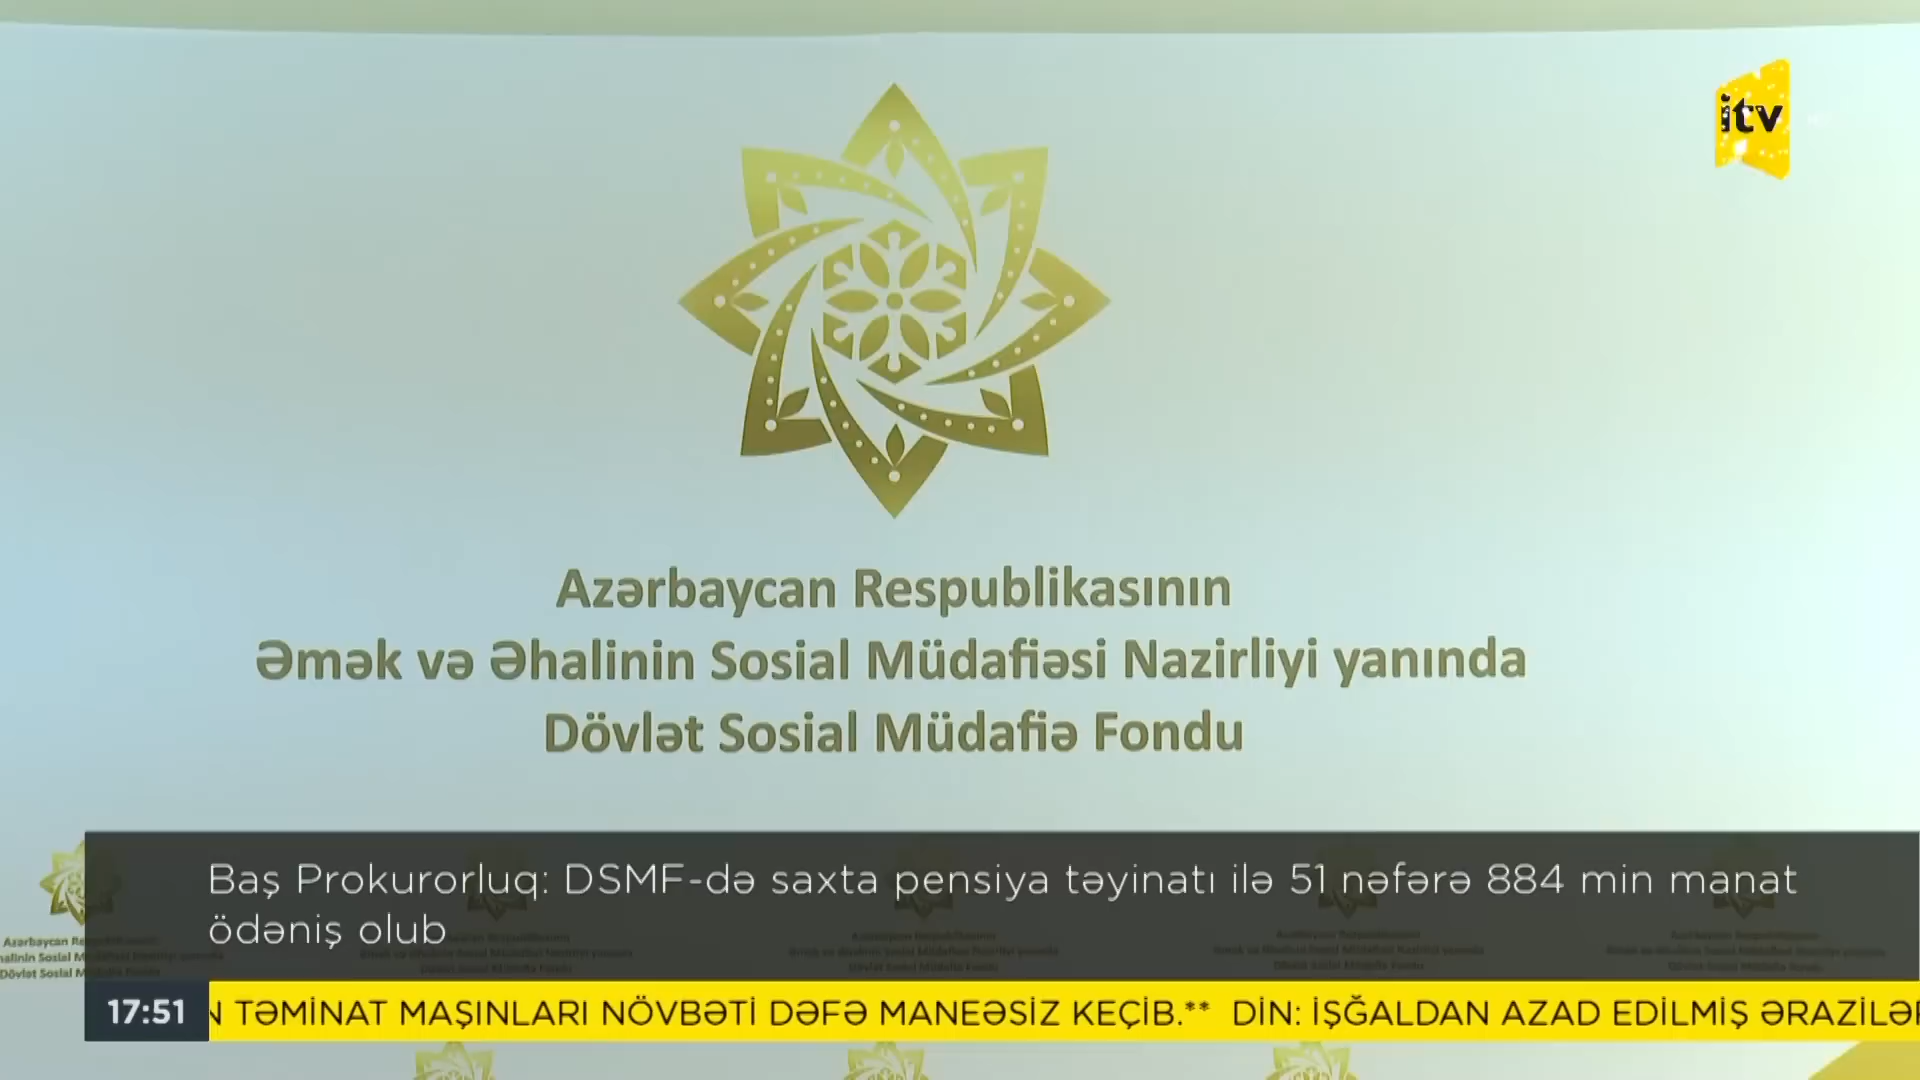 itv
Azərbaycan Respublikasının
Əmək və Əhalinin Sosial Müdafiəsi Nazirliyi yanında
Dövlət Sosial Müdafiə Fondu
Baş Prokurorluq: DSMF-də saxta pensiya təyinatı ilə 51 nəfərə 884 min manat
ödəniş olub
17:51
N TƏMİNAT MAŞINLARI NÖVBƏTİ DƏFƏ MANEƏSİZ KEÇİB.** DİN: İŞĞALDAN AZAD EDİLMİŞ